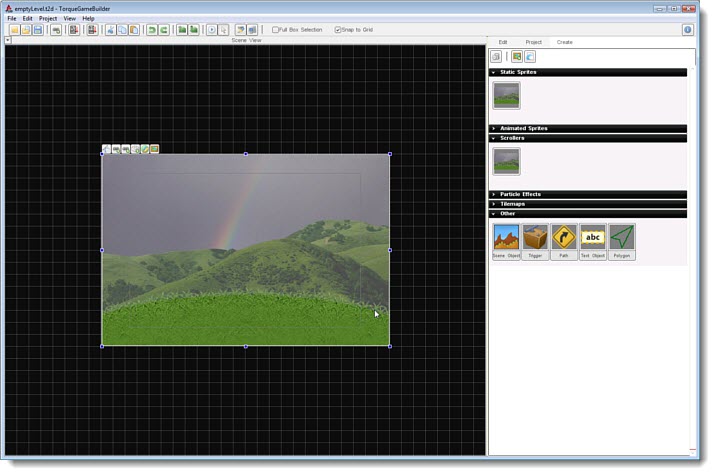 emptyLevel.t2d - TorqueGameBuilder
File Edit Project View Help
Full Box Selection
Snap to Grid
Scene View
Edit Project Create
Static Sprites
Animated Sprites
Scrollers
Particle Effects
Tilemaps
Other
abc
Scene Object Trigger Path Text Object Polygon